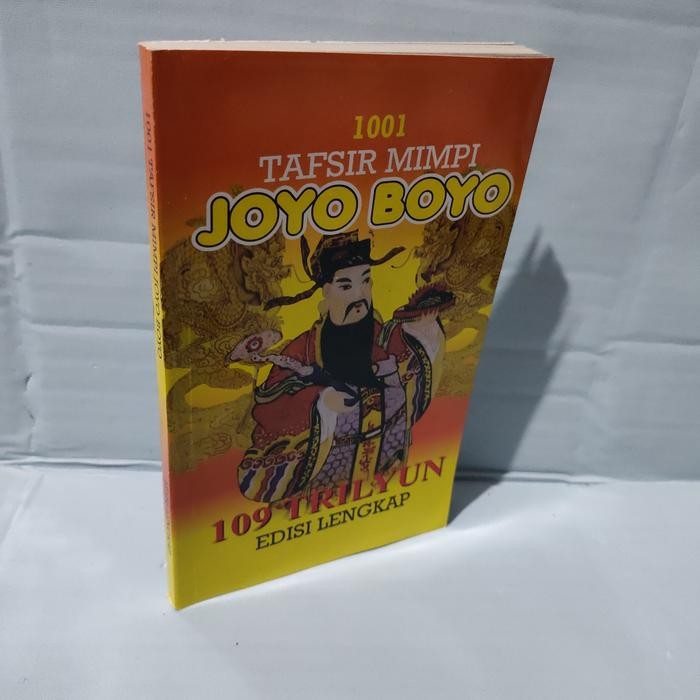 1001
TAFSIR MIMPI
JOYO BOYO
109 TRILYUN
EDISI LENGKAP
1001 TAFSIR MIMPI JOYO BOYO